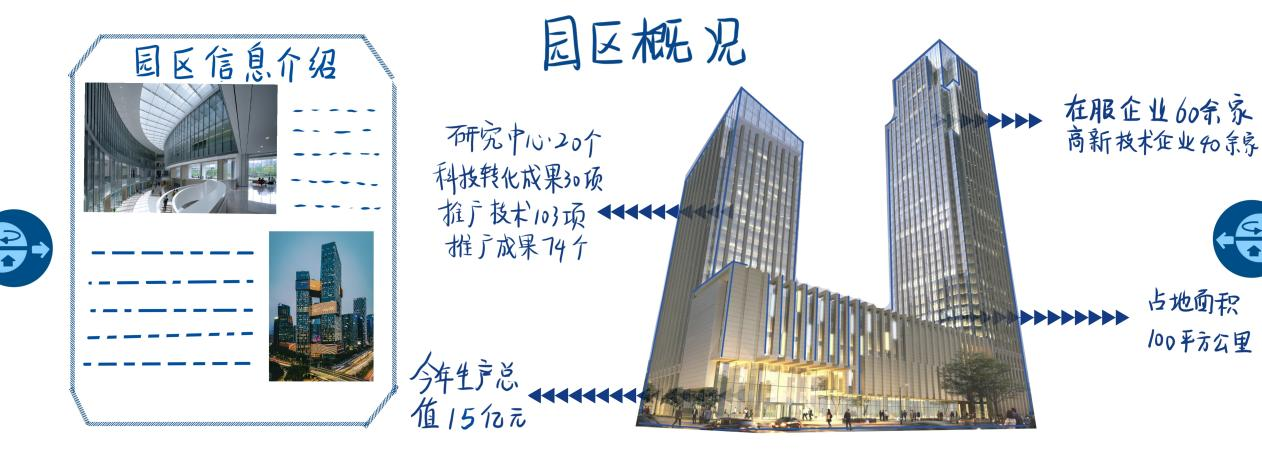 园区概况
园区信息介绍
研究中心20个
科技转化成果30项
推广技术103项
推广成果74个
今年生产总
值15亿元
在服企业60余家
高新技术企业40余家
占地面积
100平方公里